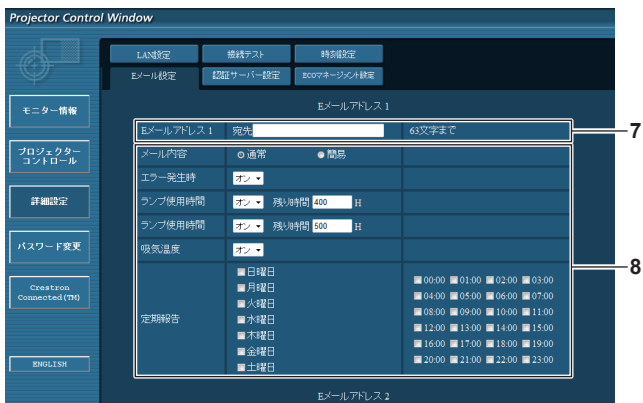 Projector Control Window
LAN設定 接続テスト 時刻設定
Eメール設定 認証サーバー設定 ECOマネージメント設定
モニター情報
プロジェクター
コントロール
詳細設定
パスワード変更
Crestron
Connected(TM)
ENGLISH
Eメールアドレス 1
Eメールアドレス 1 宛先 63文字まで
7
メール内容 通常 簡易
エラー発生時 オン
ランプ使用時間 オン 残り時間 400 H
ランプ使用時間 オン 残り時間 500 H
吸気温度 オン
8
定期報告
日曜日
月曜日
火曜日
水曜日
木曜日
金曜日
土曜日
00:00 01:00 02:00 03:00
04:00 05:00 06:00 07:00
08:00 09:00 10:00 11:00
12:00 13:00 14:00 15:00
16:00 17:00 18:00 19:00
20:00 21:00 22:00 23:00
Eメールアドレス 2